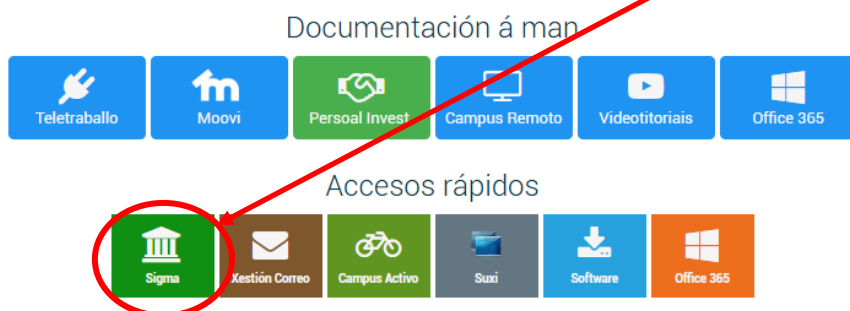 Documentación á man
Teletraballo
Moovi
Persoal Invest
Campus Remoto
Videotitoriais
Office 365
Accesos rápidos
Sigma
Xestión Correo
Campus Activo
Suxi
Software
Office 365